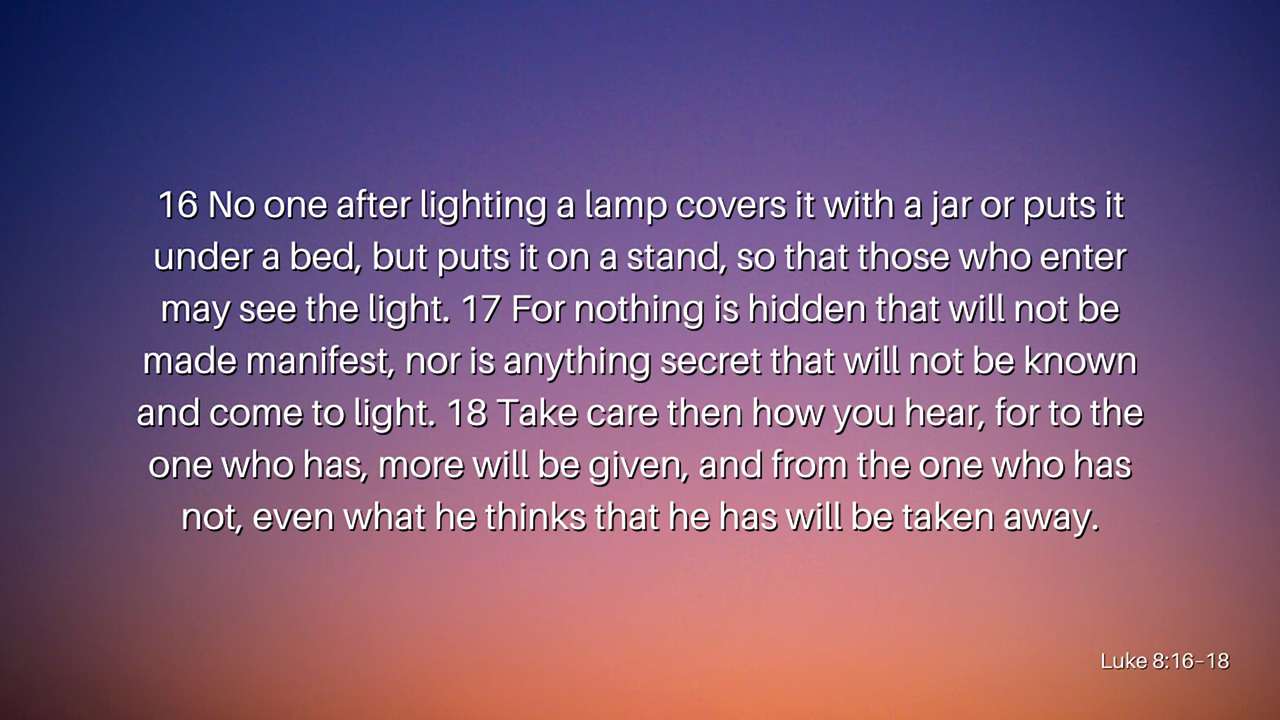 16 No one after lighting a lamp covers it with a jar or puts it
under a bed, but puts it on a stand, so that those who enter
may see the light. 17 For nothing is hidden that will not be
made manifest, nor is anything secret that will not be known
and come to light. 18 Take care then how you hear, for to the
one who has, more will be given, and from the one who has
not, even what he thinks that he has will be taken away.
Luke 8:16–18